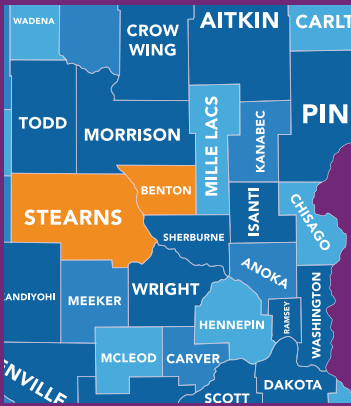 WADENA
CROW
WING
AITKIN
CARLT
TODD
MORRISON
MILLE LACS
KANABEC
PIN
BENTON
STEARNS
ISANTI
CHISAGO
SHERBURNE
ANDIYOHI
MEEKER
WRIGHT
ANOKA
HENNEPIN
RAMSEY
WASHINGTON
MCLEOD
CARVER
ENVILLE
SCOTT
DAKOTA